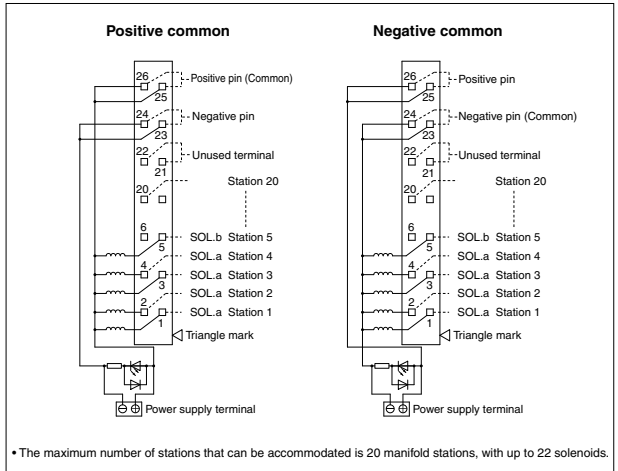 Positive common
26
Positive pin (Common)
25
24
Negative pin
23
22
Unused terminal
21
20
Station 20
6
SOL.b Station 5
5
SOL.a Station 4
4
SOL.a Station 3
3
SOL.a Station 2
2
SOL.a Station 1
1
Triangle mark
⊖ ⊕ Power supply terminal
Negative common
26
Positive pin
25
24
Negative pin (Common)
23
22
Unused terminal
21
20
Station 20
6
SOL.b Station 5
5
SOL.a Station 4
4
SOL.a Station 3
3
SOL.a Station 2
2
SOL.a Station 1
1
Triangle mark
⊖ ⊕ Power supply terminal
• The maximum number of stations that can be accommodated is 20 manifold stations, with up to 22 solenoids.